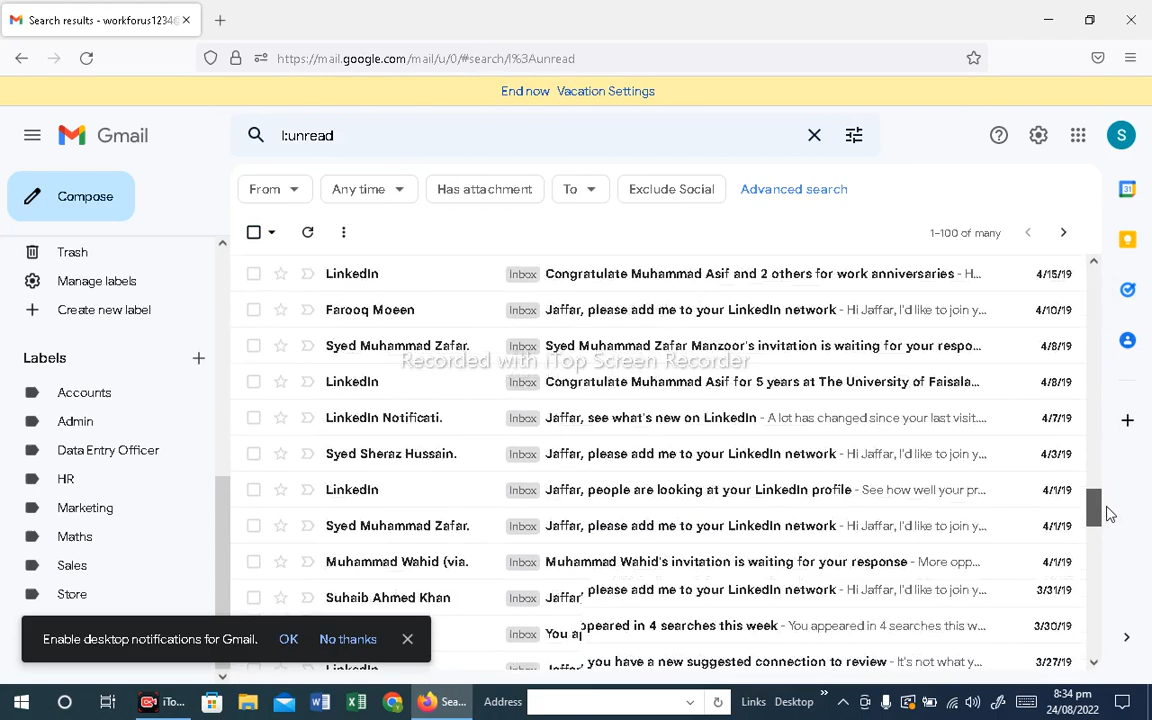 Search results - workforus1234@
https://mail.google.com/mail/u/0/#search/l%3Aunread
End now Vacation Settings
Gmail
l:unread
S
Compose
From
Any time
Has attachment
To
Exclude Social
Advanced search
31
1–100 of many
Trash
Manage labels
Create new label
Labels
Accounts
Admin
Data Entry Officer
HR
Marketing
Maths
Sales
Store
LinkedIn Inbox Congratulate Muhammad Asif and 2 others for work anniversaries - H... 4/15/19
Farooq Moeen Inbox Jaffar, please add me to your LinkedIn network - Hi Jaffar, I'd like to join y... 4/10/19
Syed Muhammad Zafar. Inbox Syed Muhammad Zafar Manzoor's invitation is waiting for your respo... 4/8/19
Recorded with iTop Screen Recorder
LinkedIn Inbox Congratulate Muhammad Asif for 5 years at The University of Faisala... 4/8/19
LinkedIn Notificati. Inbox Jaffar, see what's new on LinkedIn - A lot has changed since your last visit.... 4/7/19
Syed Sheraz Hussain. Inbox Jaffar, please add me to your LinkedIn network - Hi Jaffar, I'd like to join y... 4/3/19
LinkedIn Inbox Jaffar, people are looking at your LinkedIn profile - See how well your pr... 4/1/19
Syed Muhammad Zafar. Inbox Jaffar, please add me to your LinkedIn network - Hi Jaffar, I'd like to join y... 4/1/19
Muhammad Wahid (via. Inbox Muhammad Wahid's invitation is waiting for your response - More opp... 4/1/19
Suhaib Ahmed Khan Inbox Jaffar, please add me to your LinkedIn network - Hi Jaffar, I'd like to join y... 3/31/19
Inbox You appeared in 4 searches this week - You appeared in 4 searches this w... 3/30/19
LinkedIn Inbox Jaffar, you have a new suggested connection to review - It's not what y... 3/27/19
Enable desktop notifications for Gmail. OK No thanks
iTo...
Sea...
Address
Links
Desktop
8:34 pm
24/08/2022